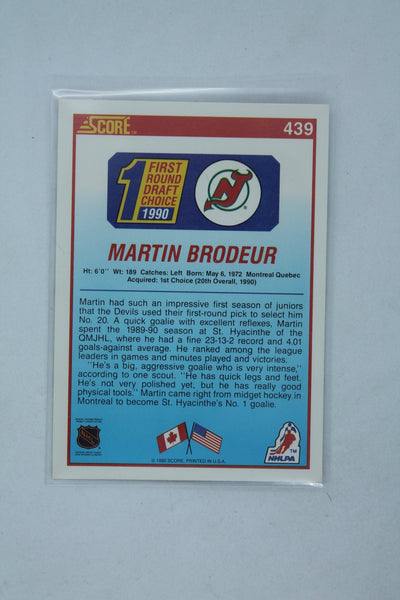 SCORE TM
439
1 FIRST
ROUND
DRAFT
CHOICE
1990
MARTIN BRODEUR
Ht: 6'0" Wt: 189 Catches: Left Born: May 6, 1972 Montreal Quebec
Acquired: 1st Choice (20th Overall, 1990)
Martin had such an impressive first season of juniors
that the Devils used their first-round pick to select him
No. 20. A quick goalie with excellent reflexes, Martin
spent the 1989-90 season at St. Hyacinthe of the
QMJHL, where he had a fine 23-13-2 record and 4.01
goals-against average. He ranked among the league
leaders in games and minutes played and victories.
"He's a big, aggressive goalie who is very intense,"
according to one scout. "He has quick legs and feet.
He's not very polished yet, but he has really good
physical tools." Martin came right from midget hockey in
Montreal to become St. Hyacinthe's No. 1 goalie.
NHL
© 1990 SCORE, PRINTED IN U.S.A.
TM
NHLPA